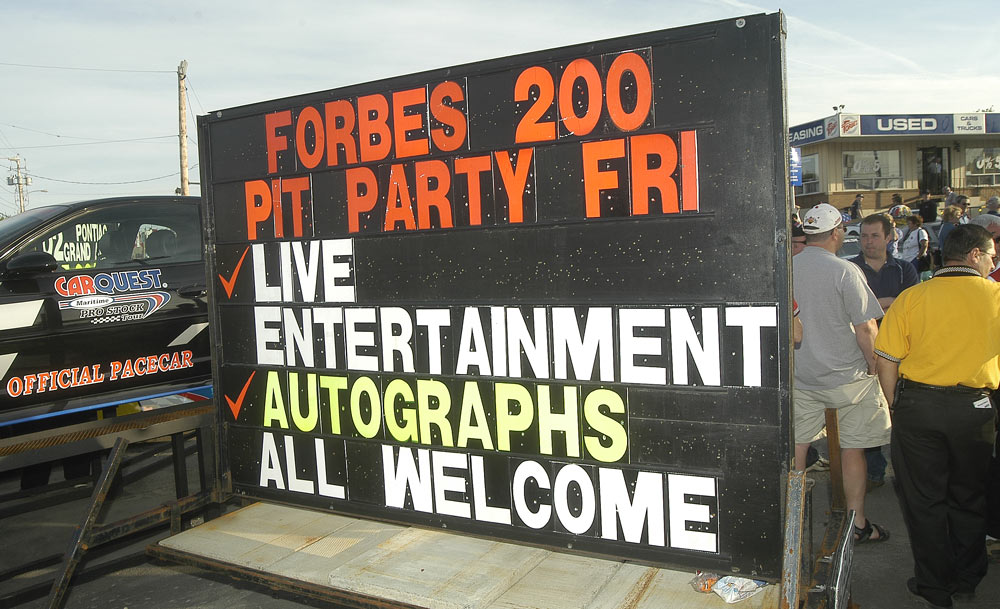 FORBES 200
PIT PARTY FRI
✓ LIVE
ENTERTAINMENT
✓ AUTOGRAPHS
ALL WELCOME
PONTIAC
GRAND
CARQUEST
Maritime
PRO STOCK
Tour
OFFICIAL PACECAR
EASING
USED
CARS &
TRUCKS